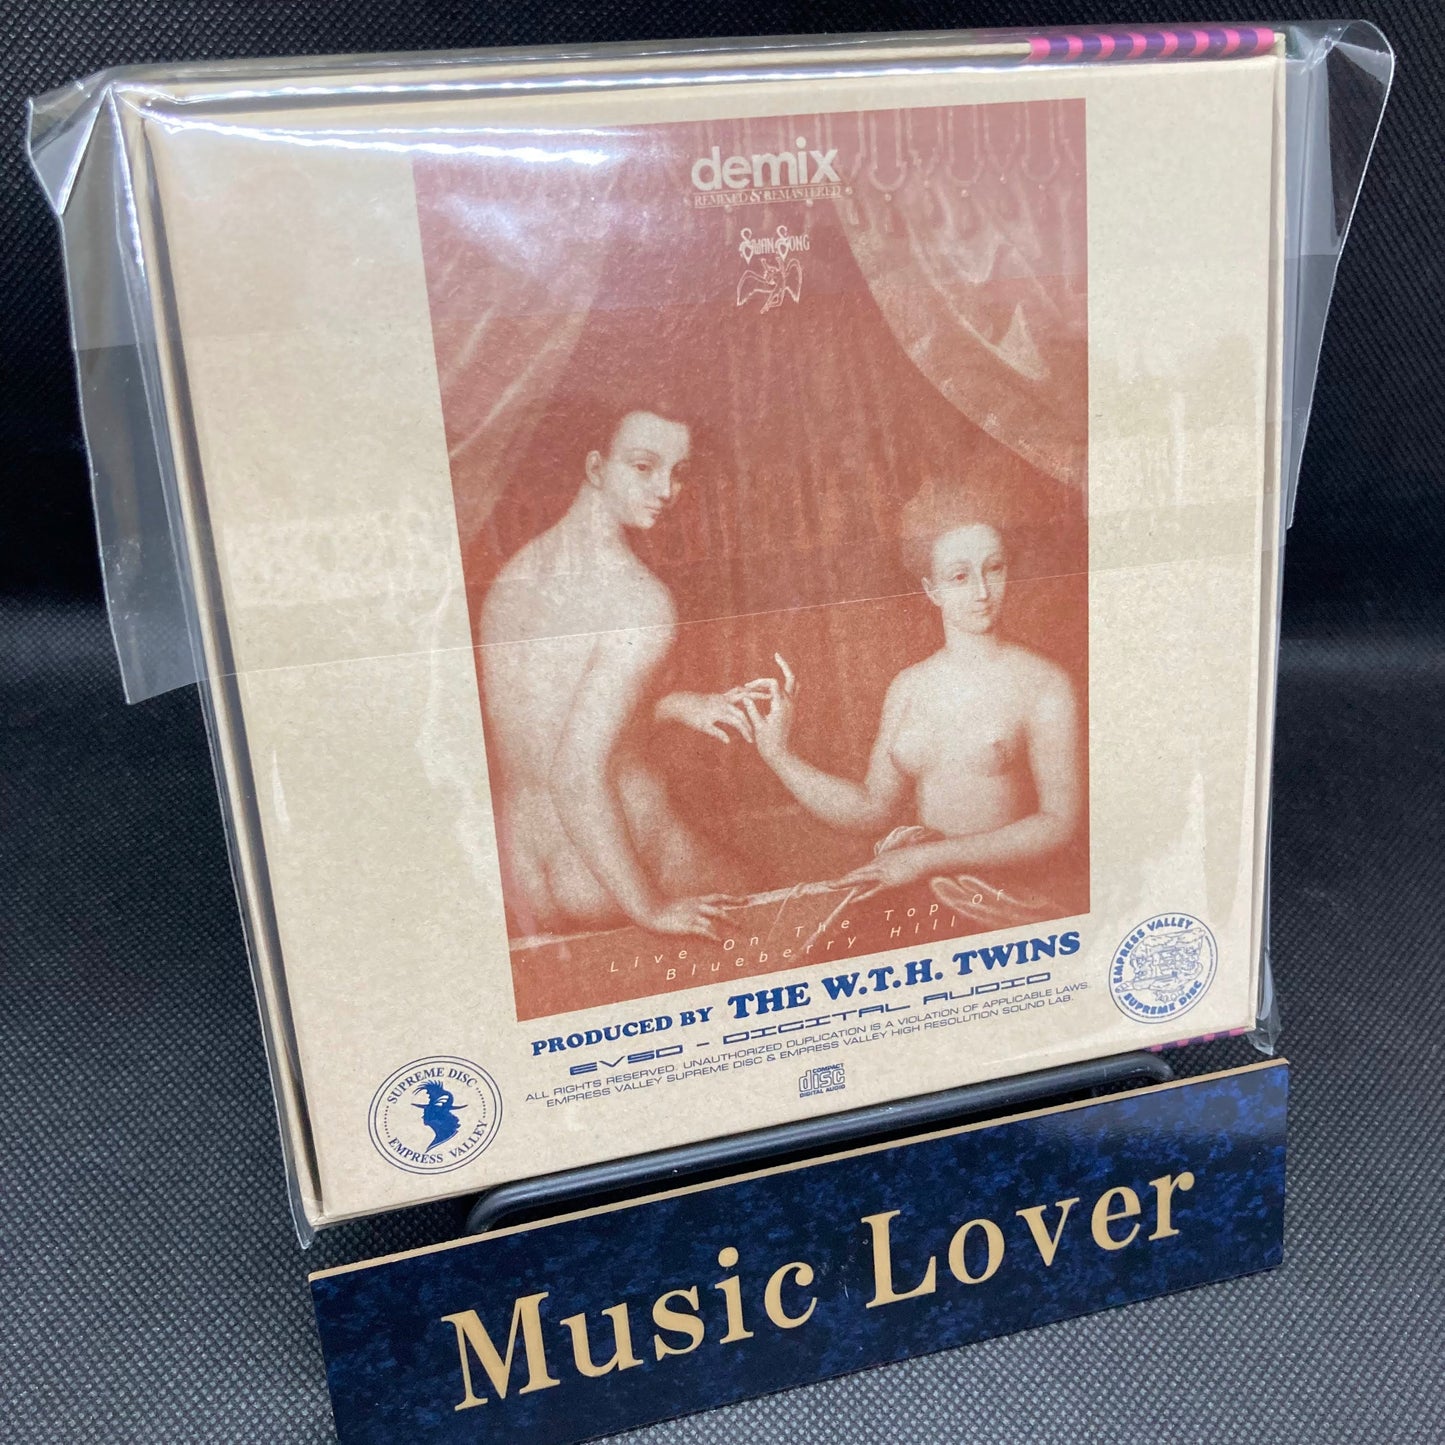 demix
REMIXED & REMASTERED
SWAN SONG
Live On The Top Of
Blueberry Hill
PRODUCED BY THE W.T.H. TWINS
EVSD - DIGITAL AUDIO
ALL RIGHTS RESERVED. UNAUTHORIZED DUPLICATION IS A VIOLATION OF APPLICABLE LAWS.
EMPRESS VALLEY SUPREME DISC & EMPRESS VALLEY HIGH RESOLUTION SOUND LAB.
COMPACT
disc
DIGITAL AUDIO
SUPREME DISC
EMPRESS VALLEY
EMPRESS VALLEY
SUPREME DISC
Music Lover